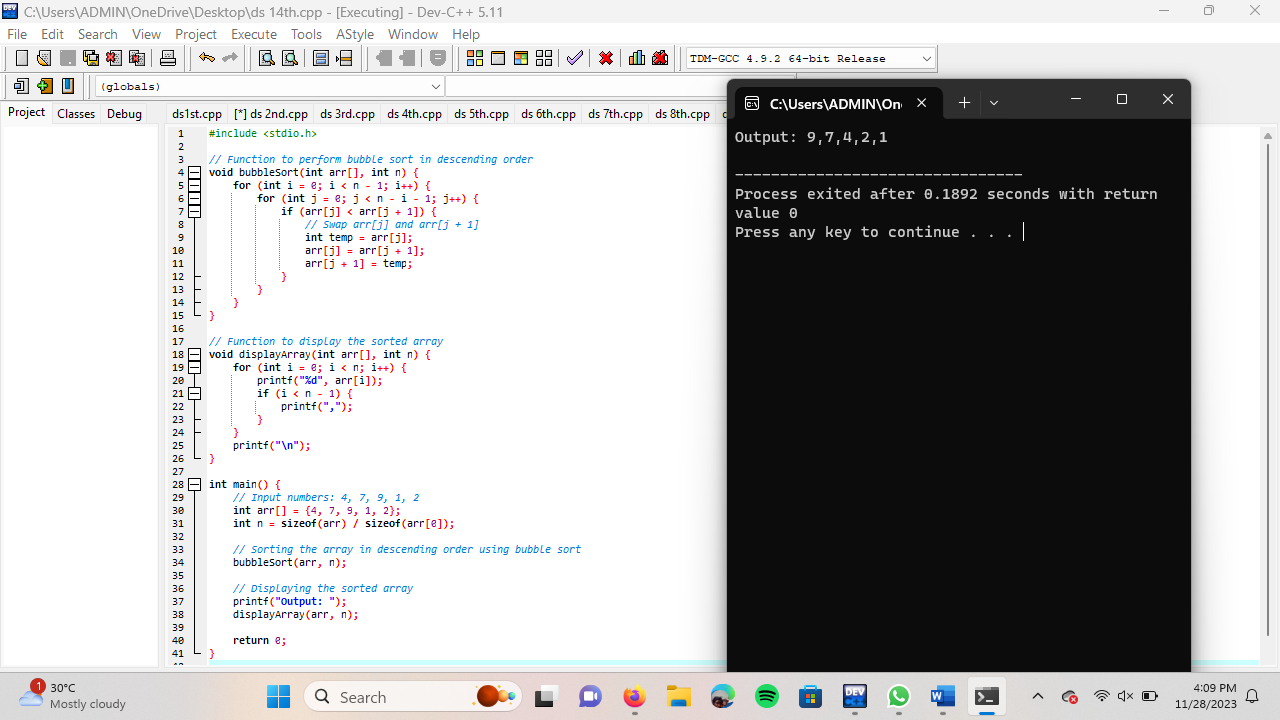 C:\Users\ADMIN\OneDrive\Desktop\ds 14th.cpp - [Executing] - Dev-C++ 5.11
File Edit Search View Project Execute Tools AStyle Window Help
TDM-GCC 4.9.2 64-bit Release
(globals)
Project Classes Debug
ds1st.cpp [*] ds 2nd.cpp ds 3rd.cpp ds 4th.cpp ds 5th.cpp ds 6th.cpp ds 7th.cpp ds 8th.cpp
1 #include <stdio.h>
2
3 // Function to perform bubble sort in descending order
4 void bubbleSort(int arr[], int n) {
5 for (int i = 0; i < n - 1; i++) {
6 for (int j = 0; j < n - i - 1; j++) {
7 if (arr[j] < arr[j + 1]) {
8 // Swap arr[j] and arr[j + 1]
9 int temp = arr[j];
10 arr[j] = arr[j + 1];
11 arr[j + 1] = temp;
12 }
13 }
14 }
15 }
16
17 // Function to display the sorted array
18 void displayArray(int arr[], int n) {
19 for (int i = 0; i < n; i++) {
20 printf("%d", arr[i]);
21 if (i < n - 1) {
22 printf(",");
23 }
24 }
25 printf("\n");
26 }
27
28 int main() {
29 // Input numbers: 4, 7, 9, 1, 2
30 int arr[] = {4, 7, 9, 1, 2};
31 int n = sizeof(arr) / sizeof(arr[0]);
32
33 // Sorting the array in descending order using bubble sort
34 bubbleSort(arr, n);
35
36 // Displaying the sorted array
37 printf("Output: ");
38 displayArray(arr, n);
39
40 return 0;
41 }
C:\Users\ADMIN\On
Output: 9,7,4,2,1
--------------------------------
Process exited after 0.1892 seconds with return
value 0
Press any key to continue . . .
1
30°C
Mostly cloudy
Search
DEV
W
4:09 PM
11/28/2023